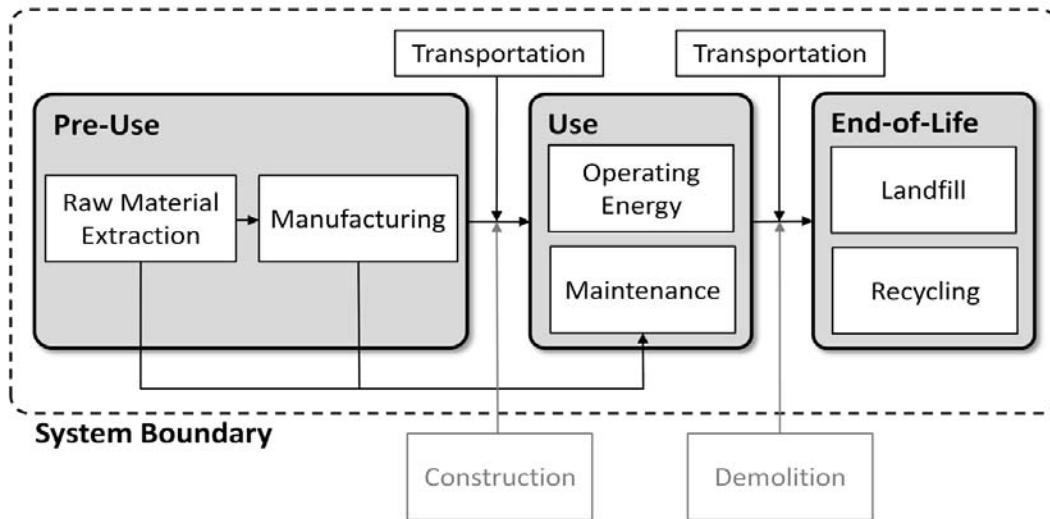 Transportation
Transportation
Pre-Use
Use
End-of-Life
Raw Material
Extraction
Manufacturing
Operating
Energy
Landfill
Maintenance
Recycling
System Boundary
Construction
Demolition